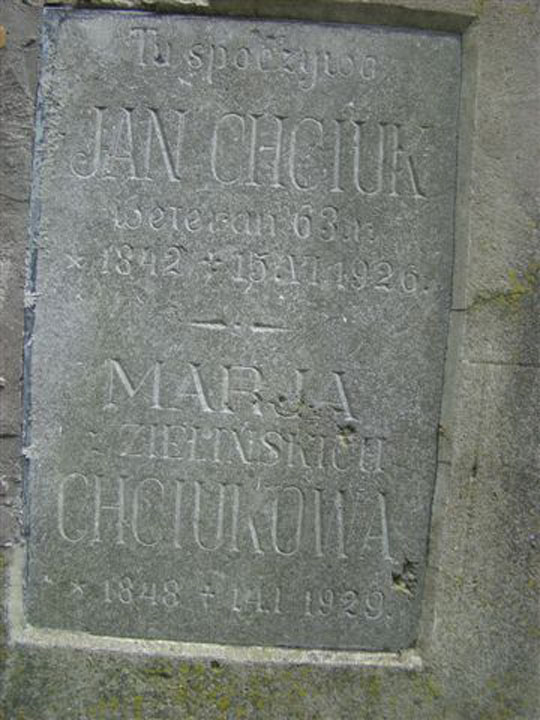 Tu spoczywa
JAN CHCIUK
weteran 63 r.
* 1842 + 15.VI 1926.
MARJA
z ZIELIŃSKICH
CHCIUKOWA
* 1848 + 14.I 1929.